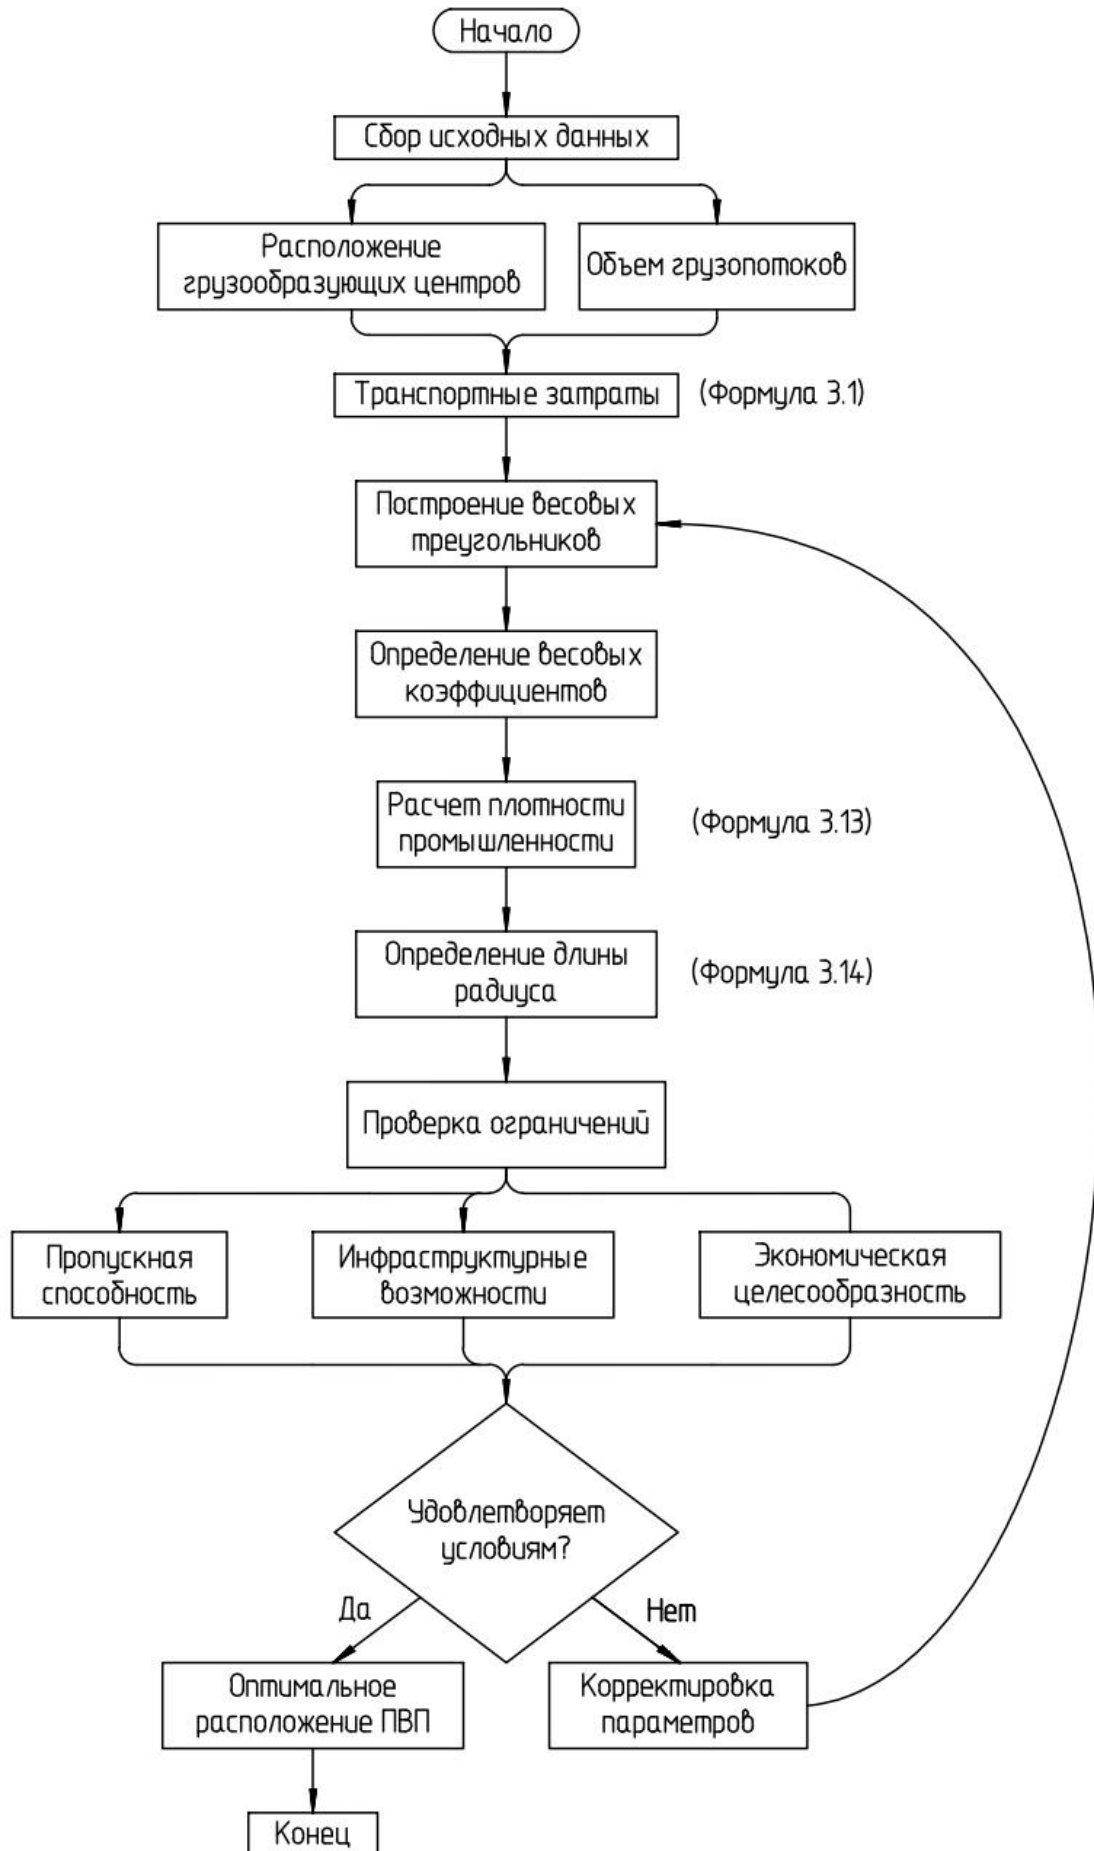 Начало
Сбор исходных данных
Расположение
грузообразующих центров
Объем грузопотоков
Транспортные затраты
(Формула 3.1)
Построение весовых
треугольников
Определение весовых
коэффициентов
Расчет плотности
промышленности
(Формула 3.13)
Определение длины
радиуса
(Формула 3.14)
Проверка ограничений
Пропускная
способность
Инфраструктурные
возможности
Экономическая
целесообразность
Удовлетворяет
условиям?
Да
Нет
Оптимальное
расположение ПВП
Корректировка
параметров
Конец